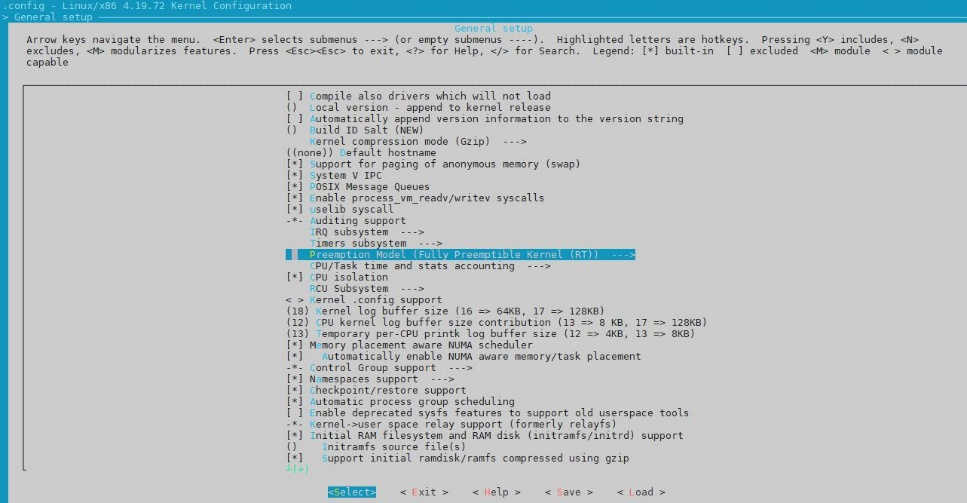 .config - Linux/x86 4.19.72 Kernel Configuration
> General setup
General setup
Arrow keys navigate the menu.  <Enter> selects submenus ---> (or empty submenus ----).  Highlighted letters are hotkeys.  Pressing <Y> includes, <N>
excludes, <M> modularizes features.  Press <Esc><Esc> to exit, <?> for Help, </> for Search.  Legend: [*] built-in  [ ] excluded  <M> module  < > module
capable
[ ] Compile also drivers which will not load
()  Local version - append to kernel release
[ ] Automatically append version information to the version string
()  Build ID Salt (NEW)
    Kernel compression mode (Gzip)  --->
((none)) Default hostname
[*] Support for paging of anonymous memory (swap)
[*] System V IPC
[*] POSIX Message Queues
[*] Enable process_vm_readv/writev syscalls
[*] uselib syscall
-*- Auditing support
    IRQ subsystem  --->
    Timers subsystem  --->
    Preemption Model (Fully Preemptible Kernel (RT))  --->
    CPU/Task time and stats accounting  --->
[*] CPU isolation
    RCU Subsystem  --->
< > Kernel .config support
(18) Kernel log buffer size (16 => 64KB, 17 => 128KB)
(12) CPU kernel log buffer size contribution (13 => 8 KB, 17 => 128KB)
(13) Temporary per-CPU printk log buffer size (12 => 4KB, 13 => 8KB)
[*] Memory placement aware NUMA scheduler
[*]   Automatically enable NUMA aware memory/task placement
-*- Control Group support  --->
[*] Namespaces support  --->
[*] Checkpoint/restore support
[*] Automatic process group scheduling
[ ] Enable deprecated sysfs features to support old userspace tools
-*- Kernel->user space relay support (formerly relayfs)
[*] Initial RAM filesystem and RAM disk (initramfs/initrd) support
()    Initramfs source file(s)
[*]   Support initial ramdisk/ramfs compressed using gzip
┴(+)
<Select>    < Exit >    < Help >    < Save >    < Load >